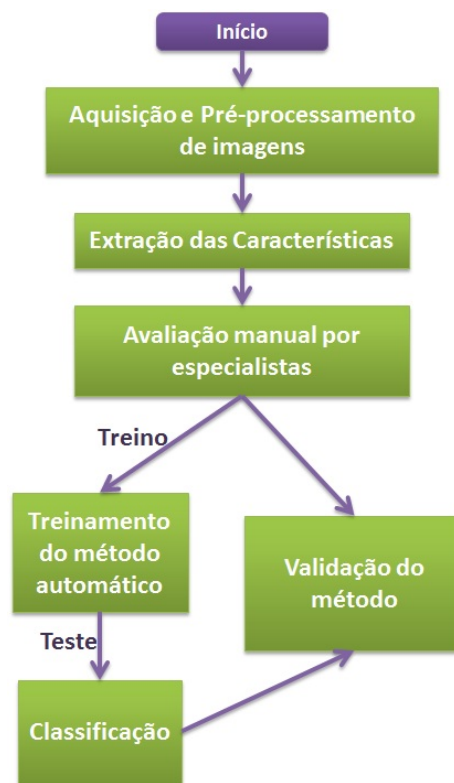 Início
Aquisição e Pré-processamento
de imagens
Extração das Característícas
Avaliação manual por
especialistas
Treino
Treinamento
do método
automático
Validação do
método
Teste
Classificação